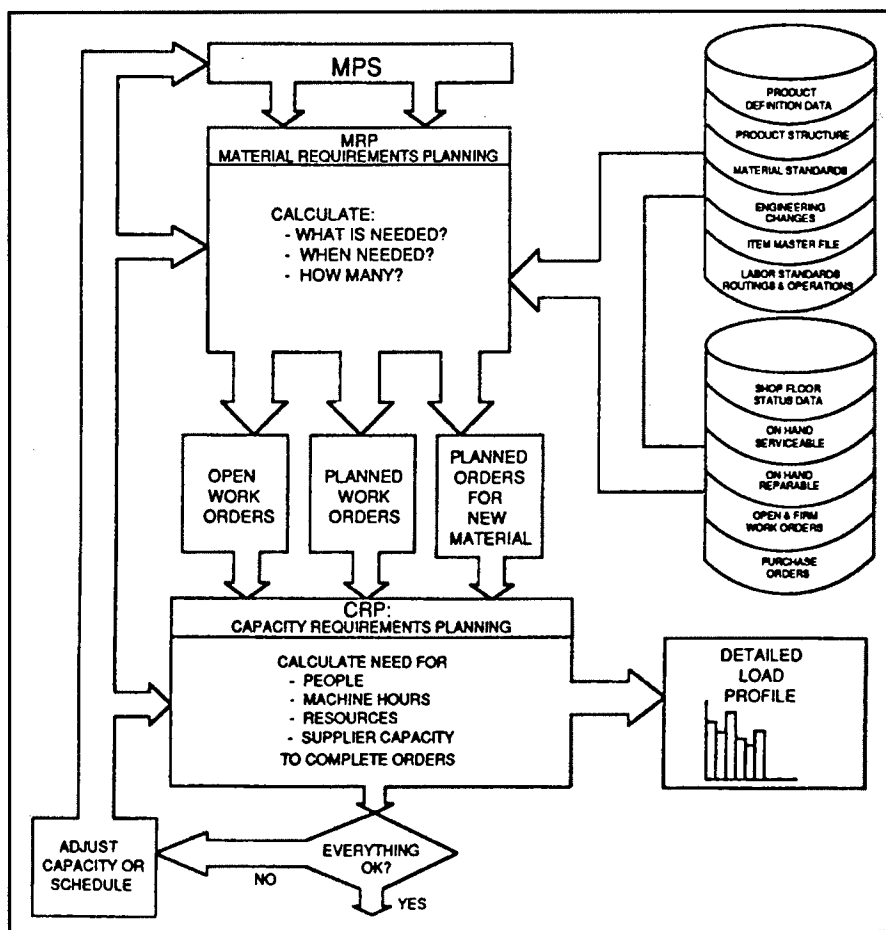 MPS
MRP
MATERIAL REQUIREMENTS PLANNING
CALCULATE:
- WHAT IS NEEDED?
- WHEN NEEDED?
- HOW MANY?
PRODUCT
DEFINITION DATA
PRODUCT STRUCTURE
MATERIAL STANDARDS
ENGINEERING
CHANGES
ITEM MASTER FILE
LABOR STANDARDS
ROUTINGS & OPERATIONS
SHOP FLOOR
STATUS DATA
ON HAND
SERVICEABLE
ON HAND
REPARABLE
OPEN & FIRM
WORK ORDERS
PURCHASE
ORDERS
OPEN
WORK
ORDERS
PLANNED
WORK
ORDERS
PLANNED
ORDERS
FOR
NEW
MATERIAL
CRP:
CAPACITY REQUIREMENTS PLANNING
CALCULATE NEED FOR
- PEOPLE
- MACHINE HOURS
- RESOURCES
- SUPPLIER CAPACITY
TO COMPLETE ORDERS
DETAILED
LOAD
PROFILE
ADJUST
CAPACITY OR
SCHEDULE
EVERYTHING
OK?
NO
YES